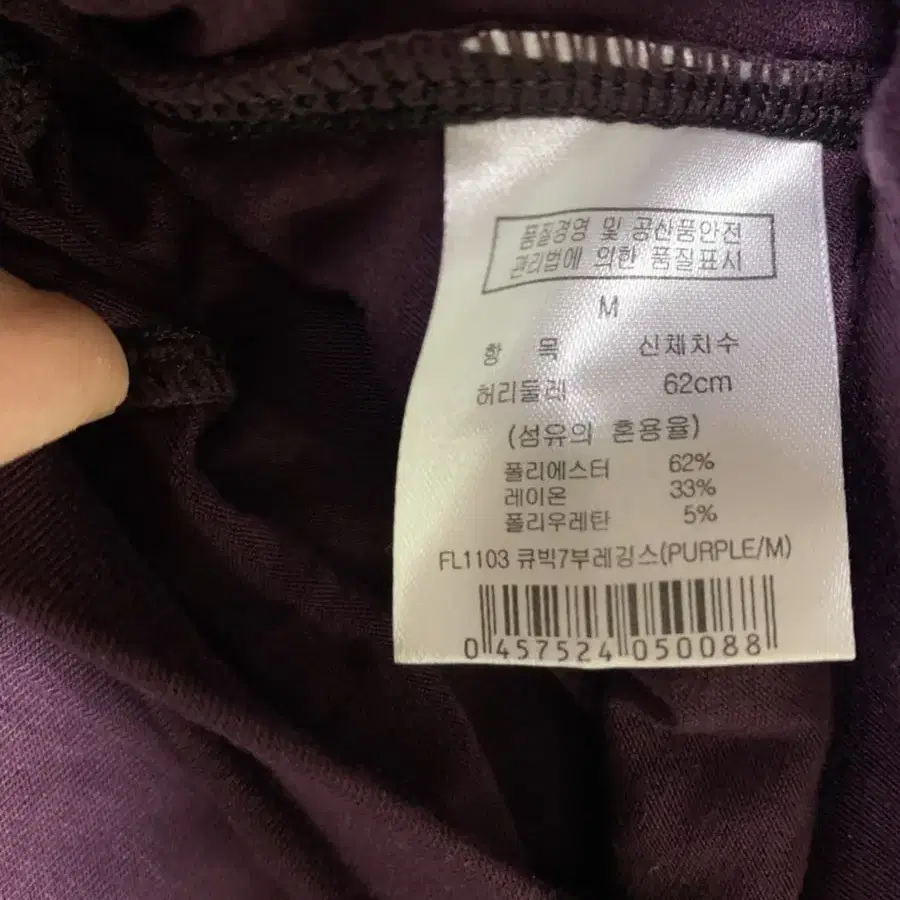 품질경영 및 공산품안전
관리법에 의한 품질표시
M
항 목 신체치수
허리둘레 62cm
(섬유의 혼용율)
폴리에스터 62%
레이온 33%
폴리우레탄 5%
FL1103 큐빅7부레깅스(PURPLE/M)
0 457524 050088